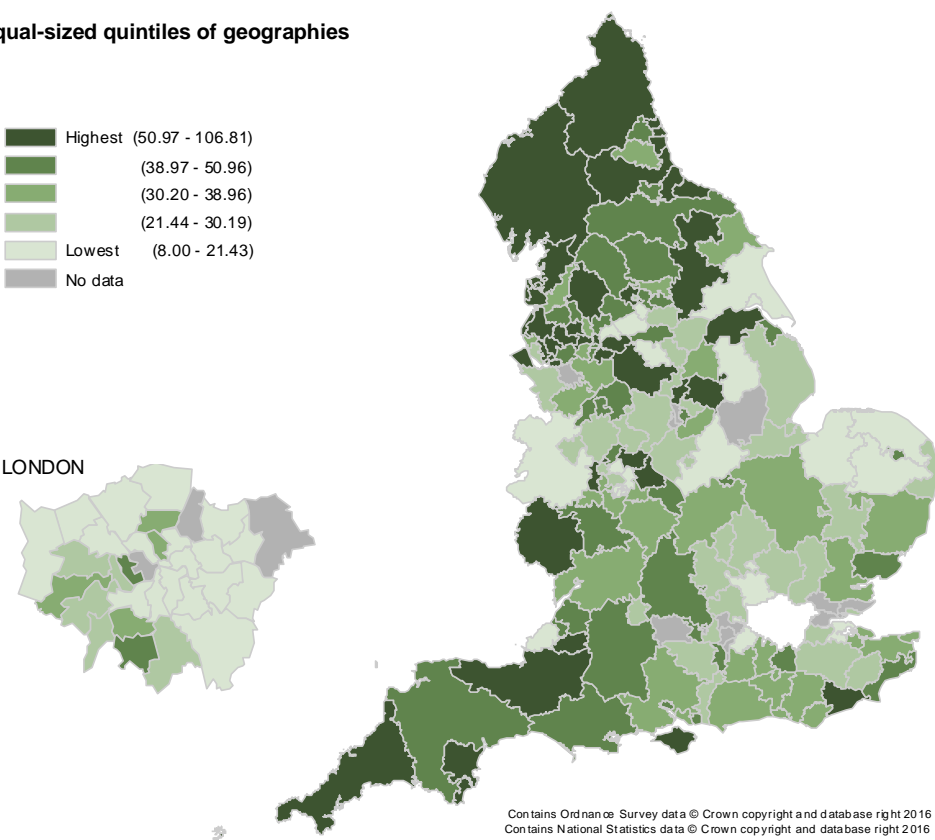 qual-sized quintiles of geographies
Highest (50.97 - 106.81)
(38.97 - 50.96)
(30.20 - 38.96)
(21.44 - 30.19)
Lowest (8.00 - 21.43)
No data
LONDON
Contains Ordnance Survey data © Crown copyright and database right 2016
Contains National Statistics data © Crown copyright and database right 2016